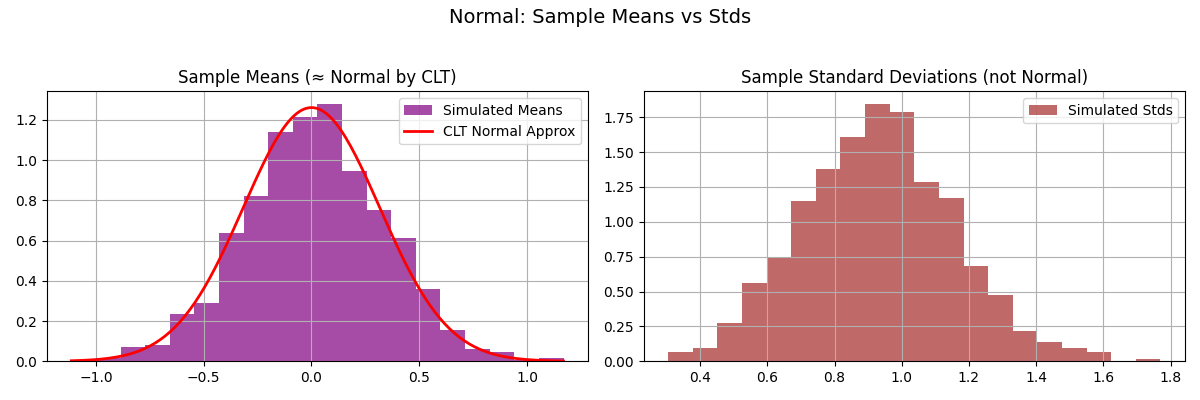 Normal: Sample Means vs Stds
Sample Means (≈ Normal by CLT)
Simulated Means
CLT Normal Approx
1.2
1.0
0.8
0.6
0.4
0.2
0.0
−1.0 −0.5 0.0 0.5 1.0
Sample Standard Deviations (not Normal)
Simulated Stds
1.75
1.50
1.25
1.00
0.75
0.50
0.25
0.00
0.4 0.6 0.8 1.0 1.2 1.4 1.6 1.8